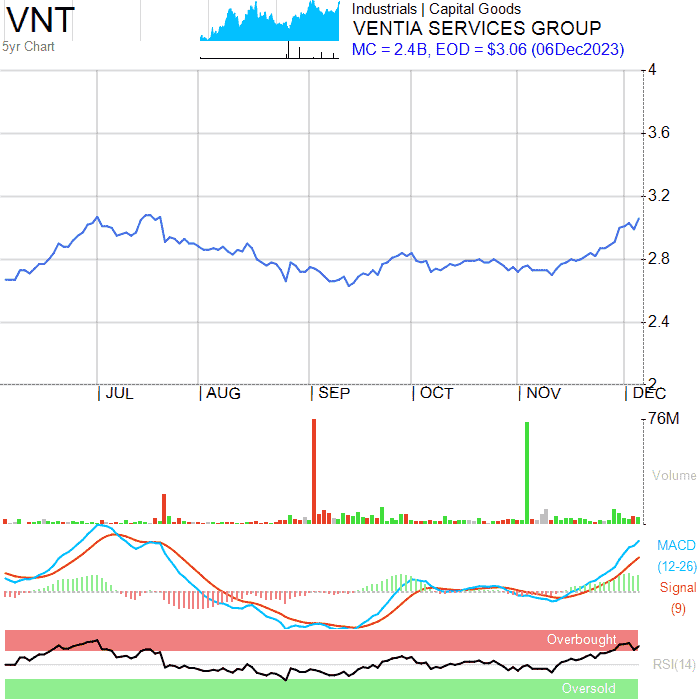 VNT
5yr Chart
Industrials | Capital Goods
VENTIA SERVICES GROUP
MC = 2.4B, EOD = $3.06 (06Dec2023)
4
3.6
3.2
2.8
2.4
2
| JUL | AUG | SEP | OCT | NOV | DEC
76M
Volume
MACD
(12-26)
Signal
(9)
Overbought
RSI(14)
Oversold